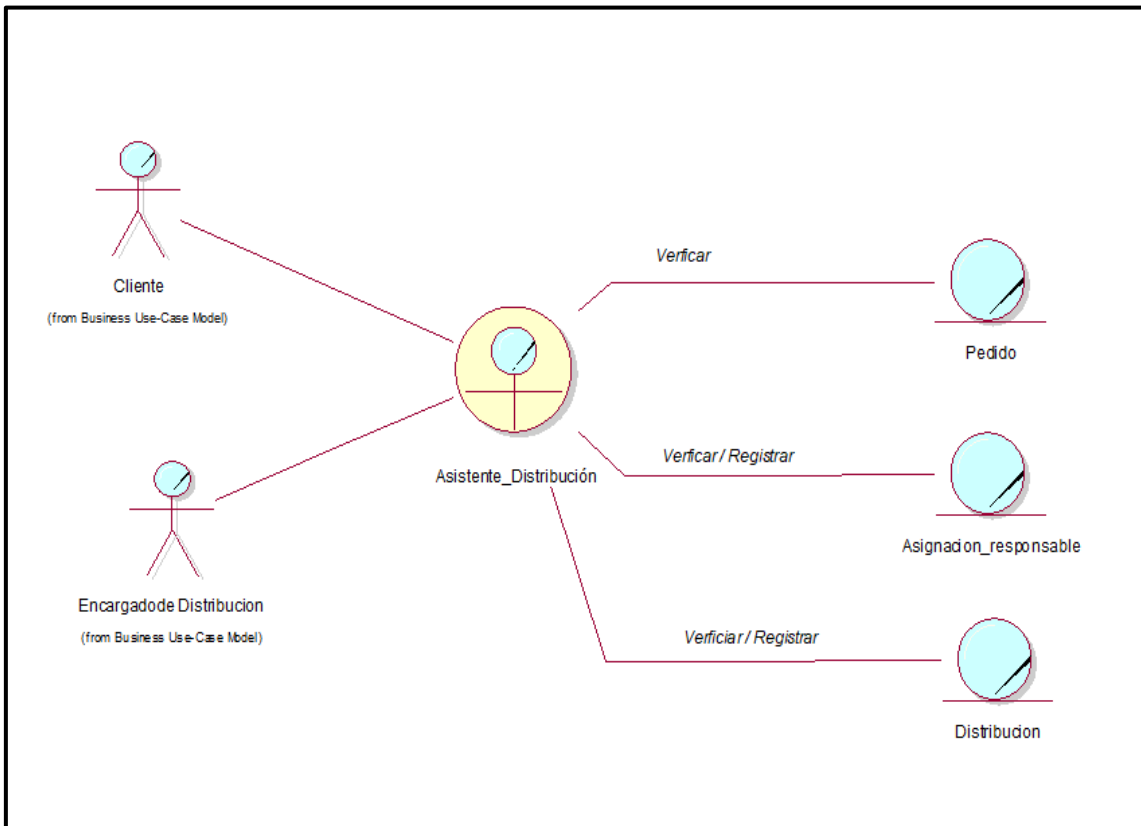 Cliente
(from Business Use-Case Model)
Encargadode Distribucion
(from Business Use-Case Model)
Asistente_Distribución
Verficar
Pedido
Verficar / Registrar
Asignacion_responsable
Verficiar / Registrar
Distribucion